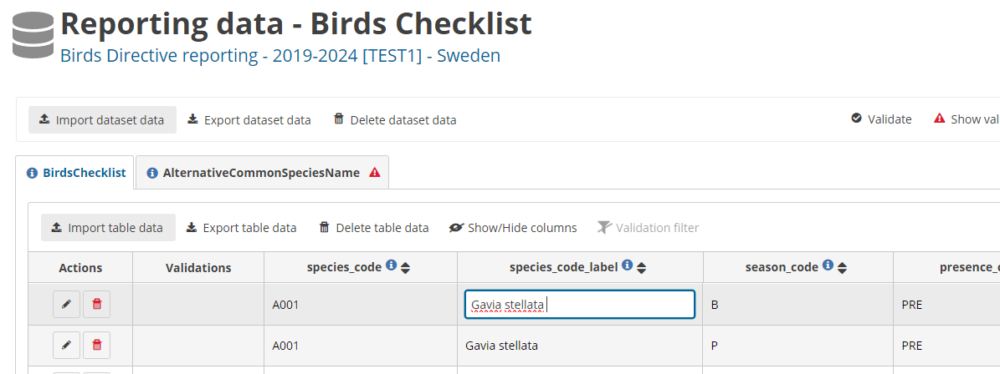 Reporting data - Birds Checklist
Birds Directive reporting - 2019-2024 [TEST1] - Sweden
Import dataset data Export dataset data Delete dataset data Validate Show val
BirdsChecklist AlternativeCommonSpeciesName
Import table data Export table data Delete table data Show/Hide columns Validation filter
Actions Validations species_code species_code_label season_code presence_c
A001 Gavia stellata B PRE
A001 Gavia stellata P PRE